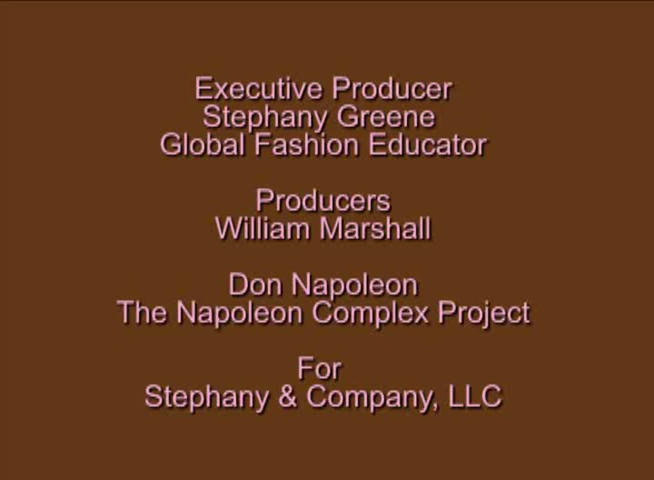 Executive Producer
Stephany Greene
Global Fashion Educator
Producers
William Marshall
Don Napoleon
The Napoleon Complex Project
For
Stephany & Company, LLC